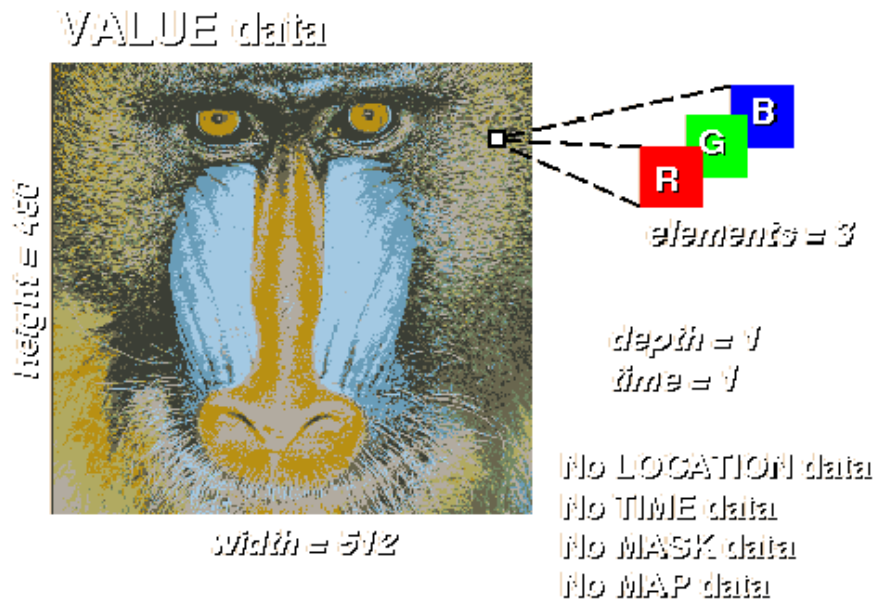 VALUE data
B
G
R
elements = 3
height = 480
depth = 1
time = 1
No LOCATION data
width = 512
No TIME data
No MASK data
No MAP data